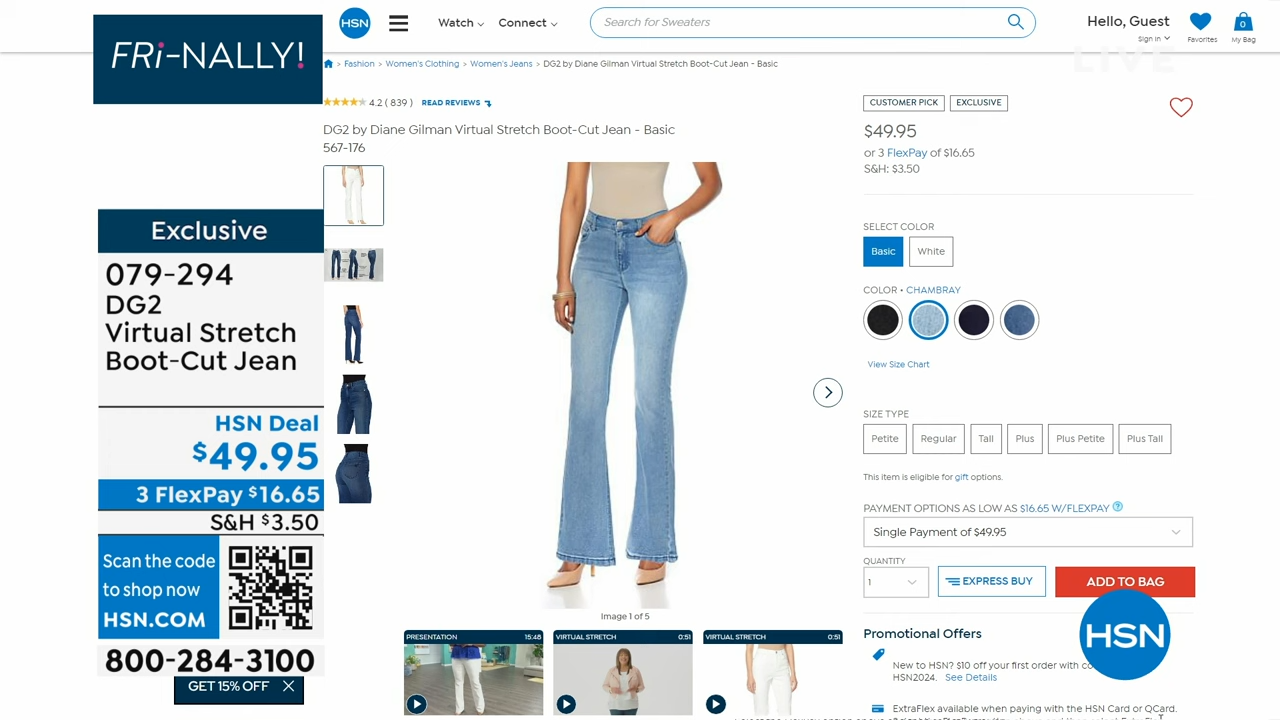 FRi-NALLY!
HSN
Watch
Connect
Search for Sweaters
Hello, Guest
Sign in
Favorites
0
My Bag
LIVE
> Fashion > Women's Clothing > Women's Jeans > DG2 by Diane Gilman Virtual Stretch Boot-Cut Jean - Basic
4.2 ( 839 ) READ REVIEWS
DG2 by Diane Gilman Virtual Stretch Boot-Cut Jean - Basic
567-176
Exclusive
079-294
DG2
Virtual Stretch
Boot-Cut Jean
HSN Deal
$49.95
3 FlexPay $16.65
S&H $3.50
Scan the code
to shop now
HSN.COM
800-284-3100
GET 15% OFF
Image 1 of 5
PRESENTATION 15:48
VIRTUAL STRETCH 0:51
VIRTUAL STRETCH 0:51
CUSTOMER PICK EXCLUSIVE
$49.95
or 3 FlexPay of $16.65
S&H: $3.50
SELECT COLOR
Basic White
COLOR • CHAMBRAY
View Size Chart
SIZE TYPE
Petite Regular Tall Plus Plus Petite Plus Tall
This item is eligible for gift options.
PAYMENT OPTIONS AS LOW AS $16.65 W/FLEXPAY
Single Payment of $49.95
QUANTITY
1
EXPRESS BUY
ADD TO BAG
Promotional Offers
HSN
New to HSN? $10 off your first order with
HSN2024. See Details
ExtraFlex available when paying with the HSN Card or QCard.